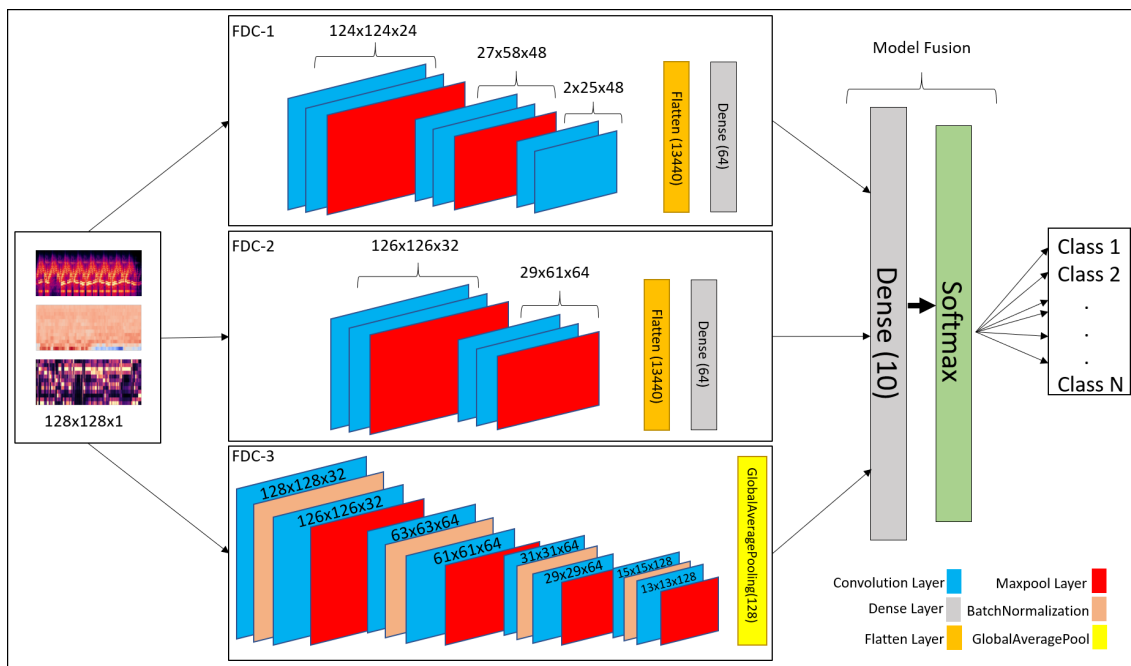 FDC-1
124x124x24
27x58x48
2x25x48
Flatten (13440)
Dense (64)
FDC-2
126x126x32
29x61x64
Flatten (13440)
Dense (64)
FDC-3
128x128x32
126x126x32
63x63x64
61x61x64
31x31x64
29x29x64
15x15x128
13x13x128
GlobalAveragePooling(128)
128x128x1
Model Fusion
Dense (10)
Softmax
Class 1
Class 2
.
.
.
Class N
Convolution Layer
Maxpool Layer
Dense Layer
BatchNormalization
Flatten Layer
GlobalAveragePool